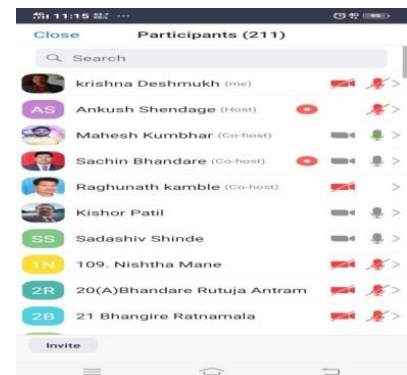 11:15
Close Participants (211)
Search
krishna Deshmukh (me)
AS Ankush Shendage (Host)
Mahesh Kumbhar (Co-host)
Sachin Bhandare (Co-host)
Raghunath kamble (Co-host)
Kishor Patil
SS Sadashiv Shinde
1N 109. Nishtha Mane
2R 20(A)Bhandare Rutuja Antram
2B 21 Bhangire Ratnamala
Invite